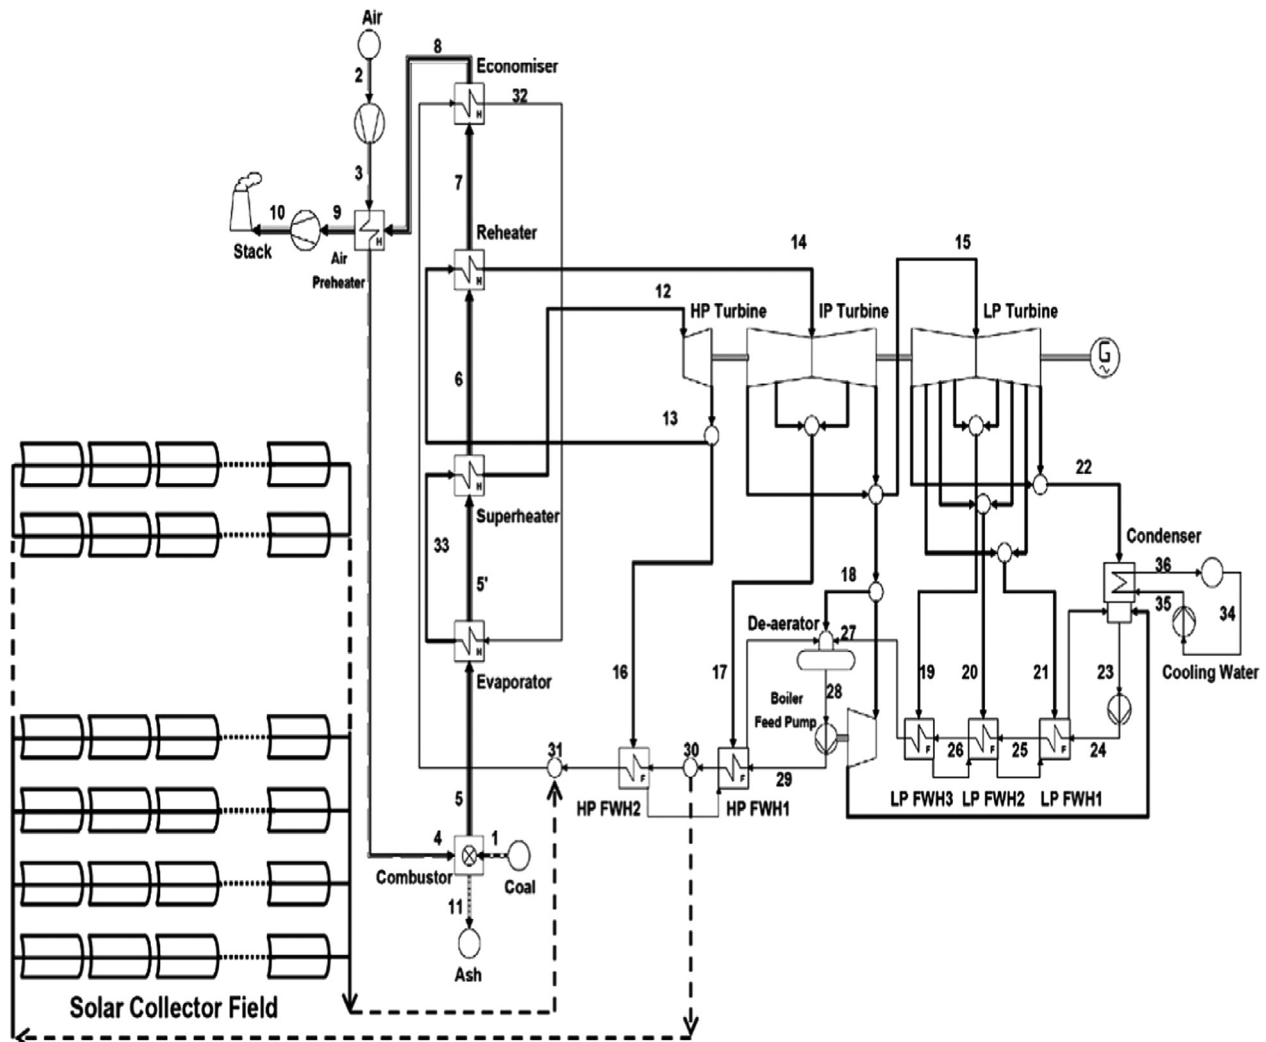 Air
2
8
Economiser
32
3
7
10
9
Stack
Air
Preheater
H
H
Reheater
H
14
15
12
HP Turbine
IP Turbine
LP Turbine
G
~
6
13
H
Superheater
22
33
5'
Condenser
36
35
34
Cooling Water
18
De-aerator
27
H
Evaporator
16
17
28
Boiler
Feed Pump
19
20
21
23
31
30
29
26
25
24
F
F
F
F
F
HP FWH2
HP FWH1
LP FWH3
LP FWH2
LP FWH1
5
4
1
Combustor
Coal
11
Ash
Solar Collector Field